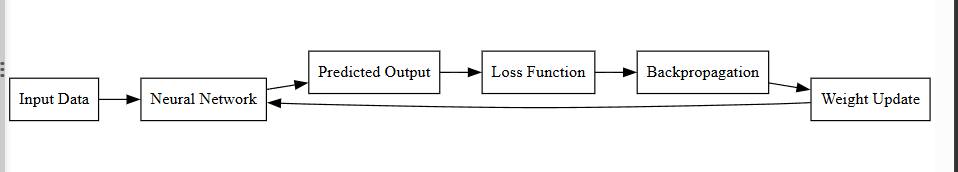 Input Data
Neural Network
Predicted Output
Loss Function
Backpropagation
Weight Update